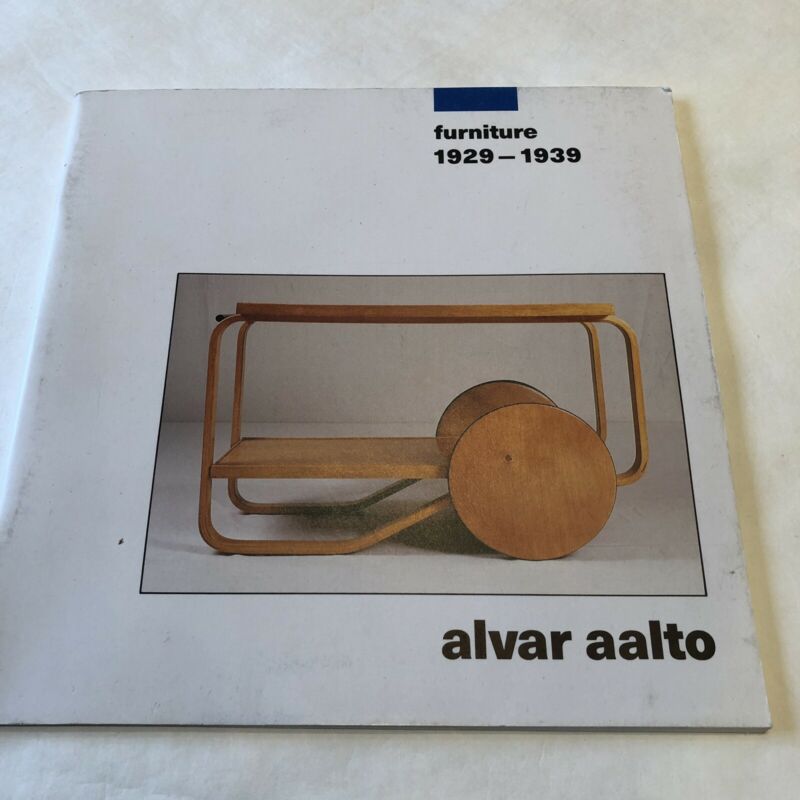 furniture
1929 – 1939
alvar aalto